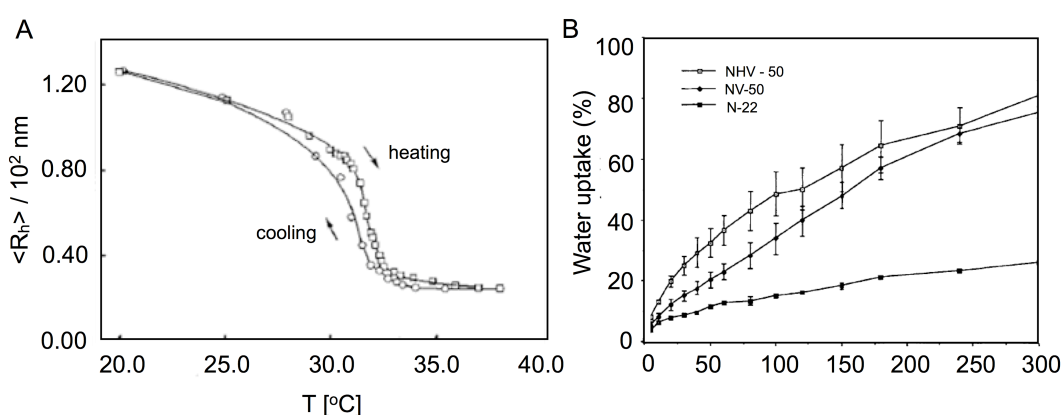 A
<Rh> / 10² nm
1.20
0.80
0.40
0.00
heating
cooling
20.0 25.0 30.0 35.0 40.0
T [ºC]
B
Water uptake (%)
100
80
60
40
20
0
NHV - 50
NV-50
N-22
0 50 100 150 200 250 300